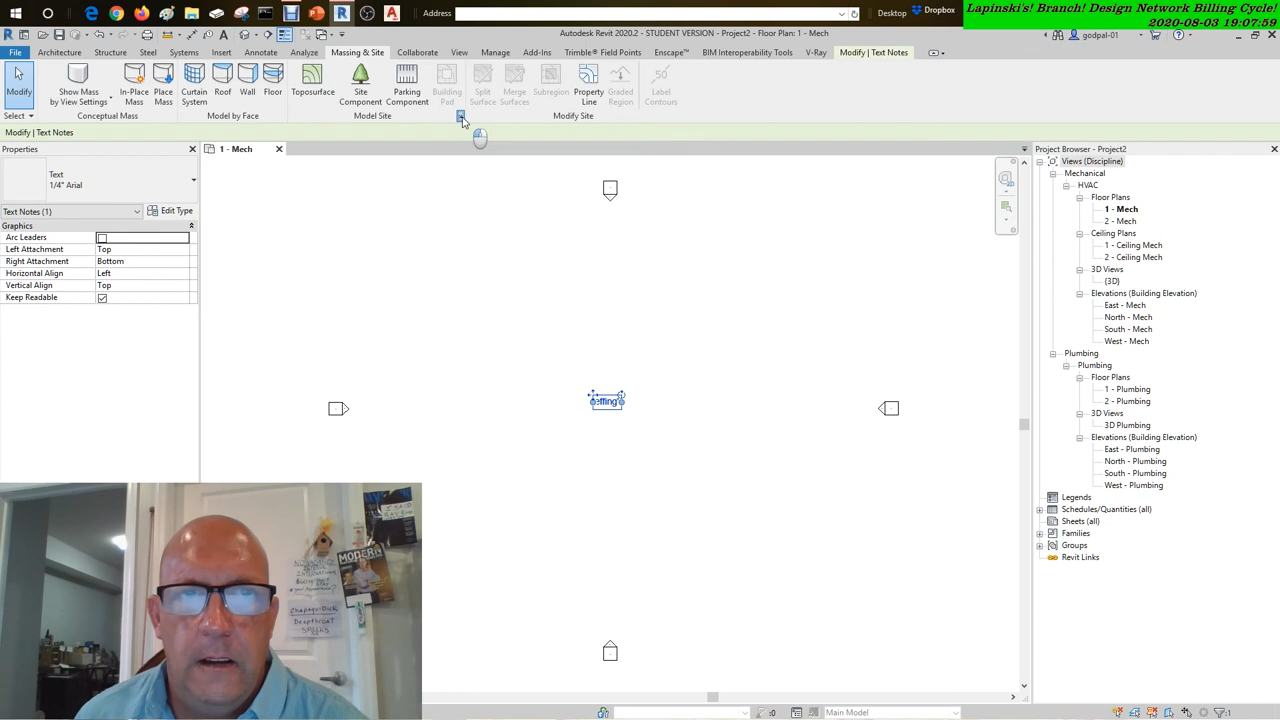 Address
Desktop
Dropbox
Lapinski's! Branch! Design Network Billing Cycle!
2020-08-03 19:07:59
Autodesk Revit 2020.2 - STUDENT VERSION - Project2 - Floor Plan: 1 - Mech
godpal-01
File Architecture Structure Steel Systems Insert Annotate Analyze Massing & Site Collaborate View Manage Add-Ins Trimble® Field Points Enscape™ BIM Interoperability Tools V-Ray Modify | Text Notes
Modify
Show Mass
by View Settings
In-Place
Mass
Place
Mass
Curtain
System
Roof
Wall
Floor
Toposurface
Site
Component
Parking
Component
Building
Pad
Split
Surface
Merge
Surfaces
Subregion
Property
Line
Graded
Region
50
Label
Contours
Select
Conceptual Mass
Model by Face
Model Site
Modify Site
Modify | Text Notes
Properties
1 - Mech
Project Browser - Project2
Text
1/4" Arial
Text Notes (1)
Edit Type
Graphics
Arc Leaders
Left Attachment Top
Right Attachment Bottom
Horizontal Align Left
Vertical Align Top
Keep Readable
2D
Views (Discipline)
Mechanical
HVAC
Floor Plans
1 - Mech
2 - Mech
Ceiling Plans
1 - Ceiling Mech
2 - Ceiling Mech
3D Views
{3D}
Elevations (Building Elevation)
East - Mech
North - Mech
South - Mech
West - Mech
Plumbing
Plumbing
Floor Plans
1 - Plumbing
2 - Plumbing
3D Views
3D Plumbing
Elevations (Building Elevation)
East - Plumbing
North - Plumbing
South - Plumbing
West - Plumbing
Legends
Schedules/Quantities (all)
Sheets (all)
Families
Groups
Revit Links
MODERN
Deepthroat
SPEAKS
:0
Main Model
:1